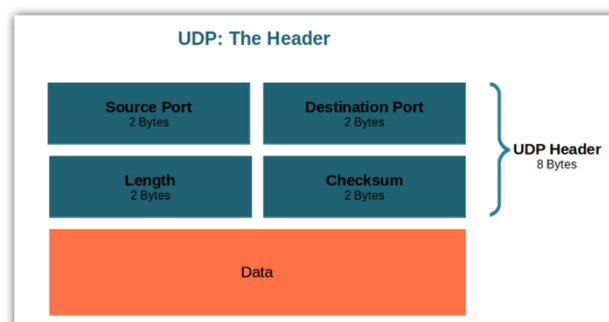 UDP: The Header
Source Port
2 Bytes
Destination Port
2 Bytes
Length
2 Bytes
Checksum
2 Bytes
UDP Header
8 Bytes
Data